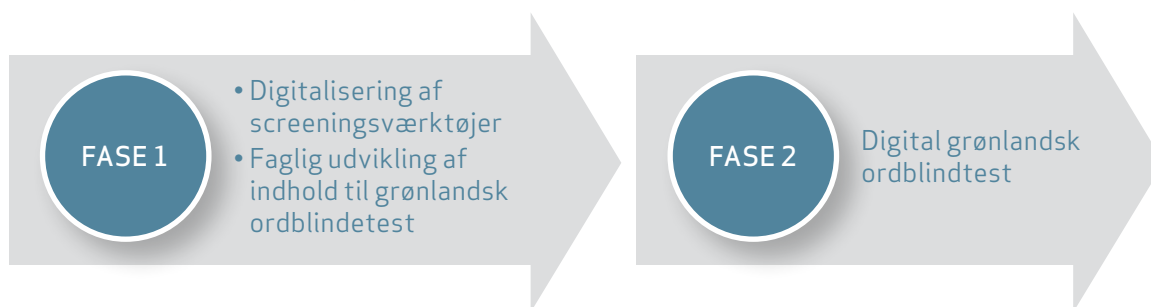 FASE 1
• Digitalisering af
screeningsværktøjer
• Faglig udvikling af
indhold til grønlandsk
ordblindetest
FASE 2
Digital grønlandsk
ordblindtest